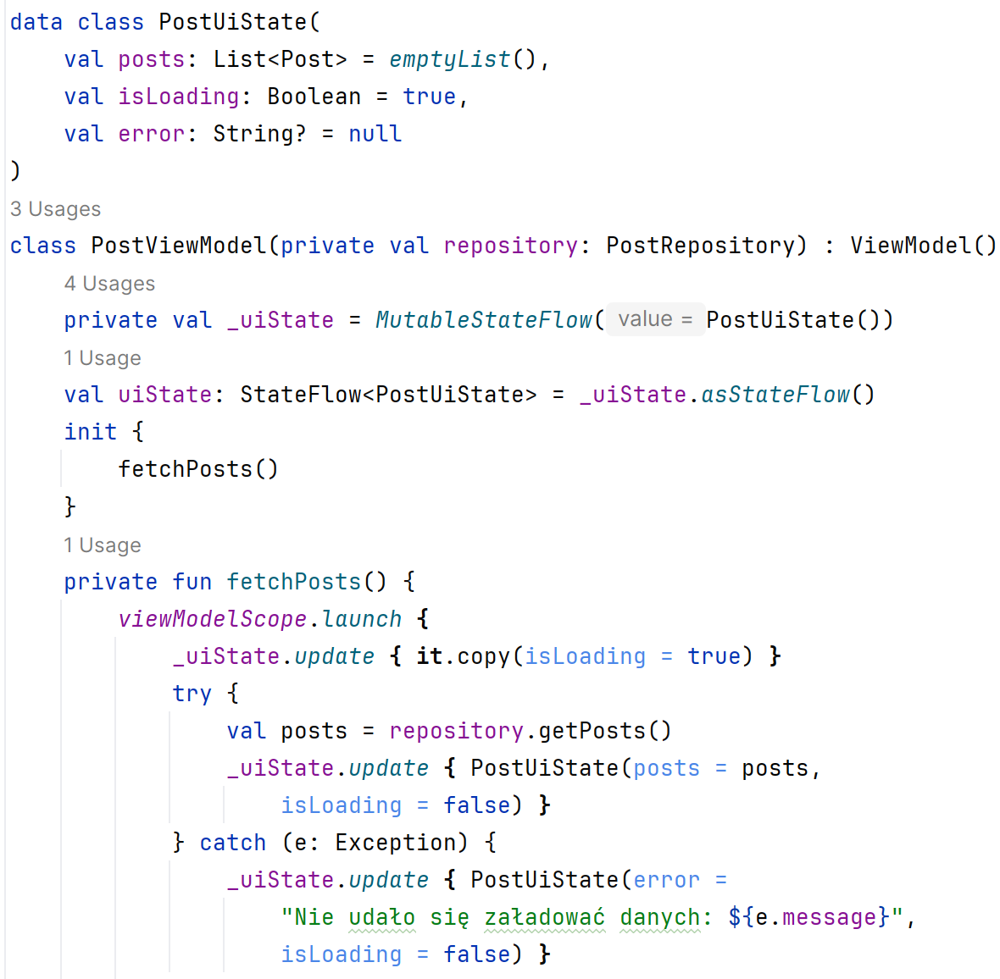 data class PostUiState(
    val posts: List<Post> = emptyList(),
    val isLoading: Boolean = true,
    val error: String? = null
)
3 Usages
class PostViewModel(private val repository: PostRepository) : ViewModel()
    4 Usages
    private val _uiState = MutableStateFlow( value = PostUiState())
    1 Usage
    val uiState: StateFlow<PostUiState> = _uiState.asStateFlow()
    init {
        fetchPosts()
    }
    1 Usage
    private fun fetchPosts() {
        viewModelScope.launch {
            _uiState.update { it.copy(isLoading = true) }
            try {
                val posts = repository.getPosts()
                _uiState.update { PostUiState(posts = posts,
                    isLoading = false) }
            } catch (e: Exception) {
                _uiState.update { PostUiState(error =
                    "Nie udało się załadować danych: ${e.message}",
                    isLoading = false) }